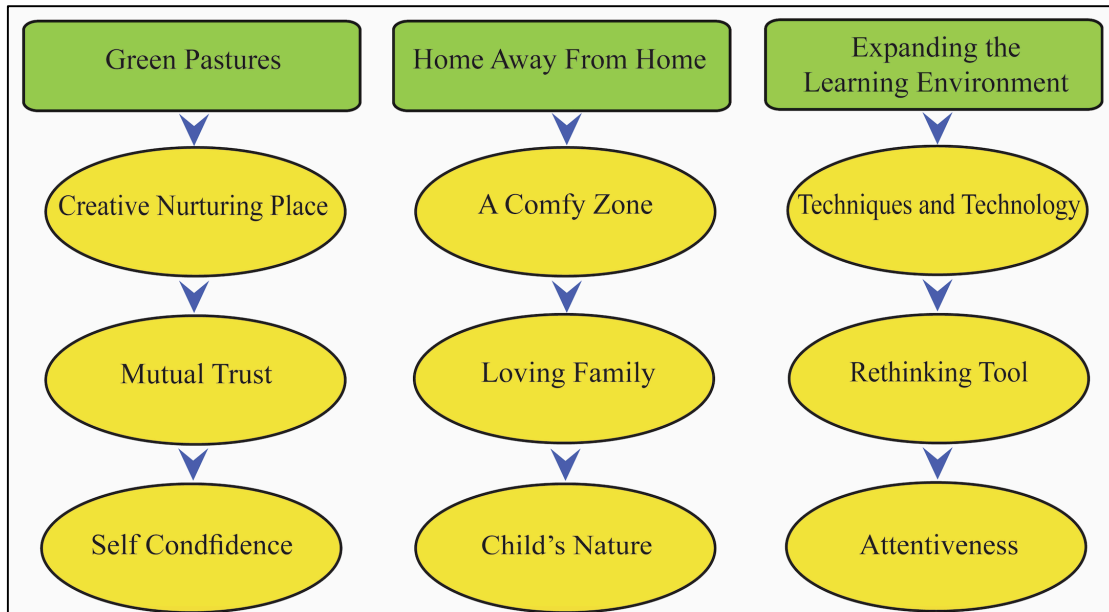 Green Pastures
Creative Nurturing Place
Mutual Trust
Self Condfidence
Home Away From Home
A Comfy Zone
Loving Family
Child's Nature
Expanding the
Learning Environment
Techniques and Technology
Rethinking Tool
Attentiveness